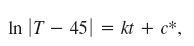 ln |T − 45| = kt + c*,